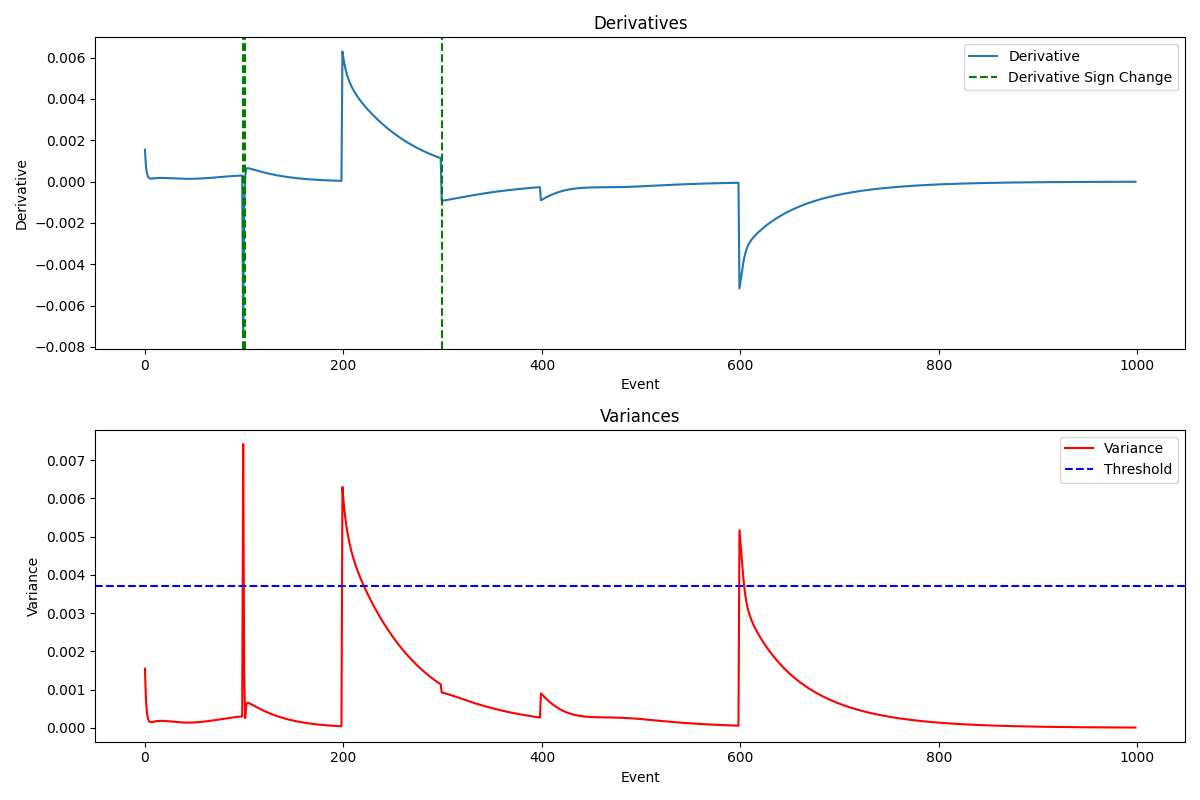 Derivatives
Derivative
Derivative Sign Change
0.006
0.004
0.002
0.000
−0.002
−0.004
−0.006
−0.008
Derivative
0 200 400 600 800 1000
Event
Variances
Variance
Threshold
0.007
0.006
0.005
0.004
0.003
0.002
0.001
0.000
Variance
0 200 400 600 800 1000
Event